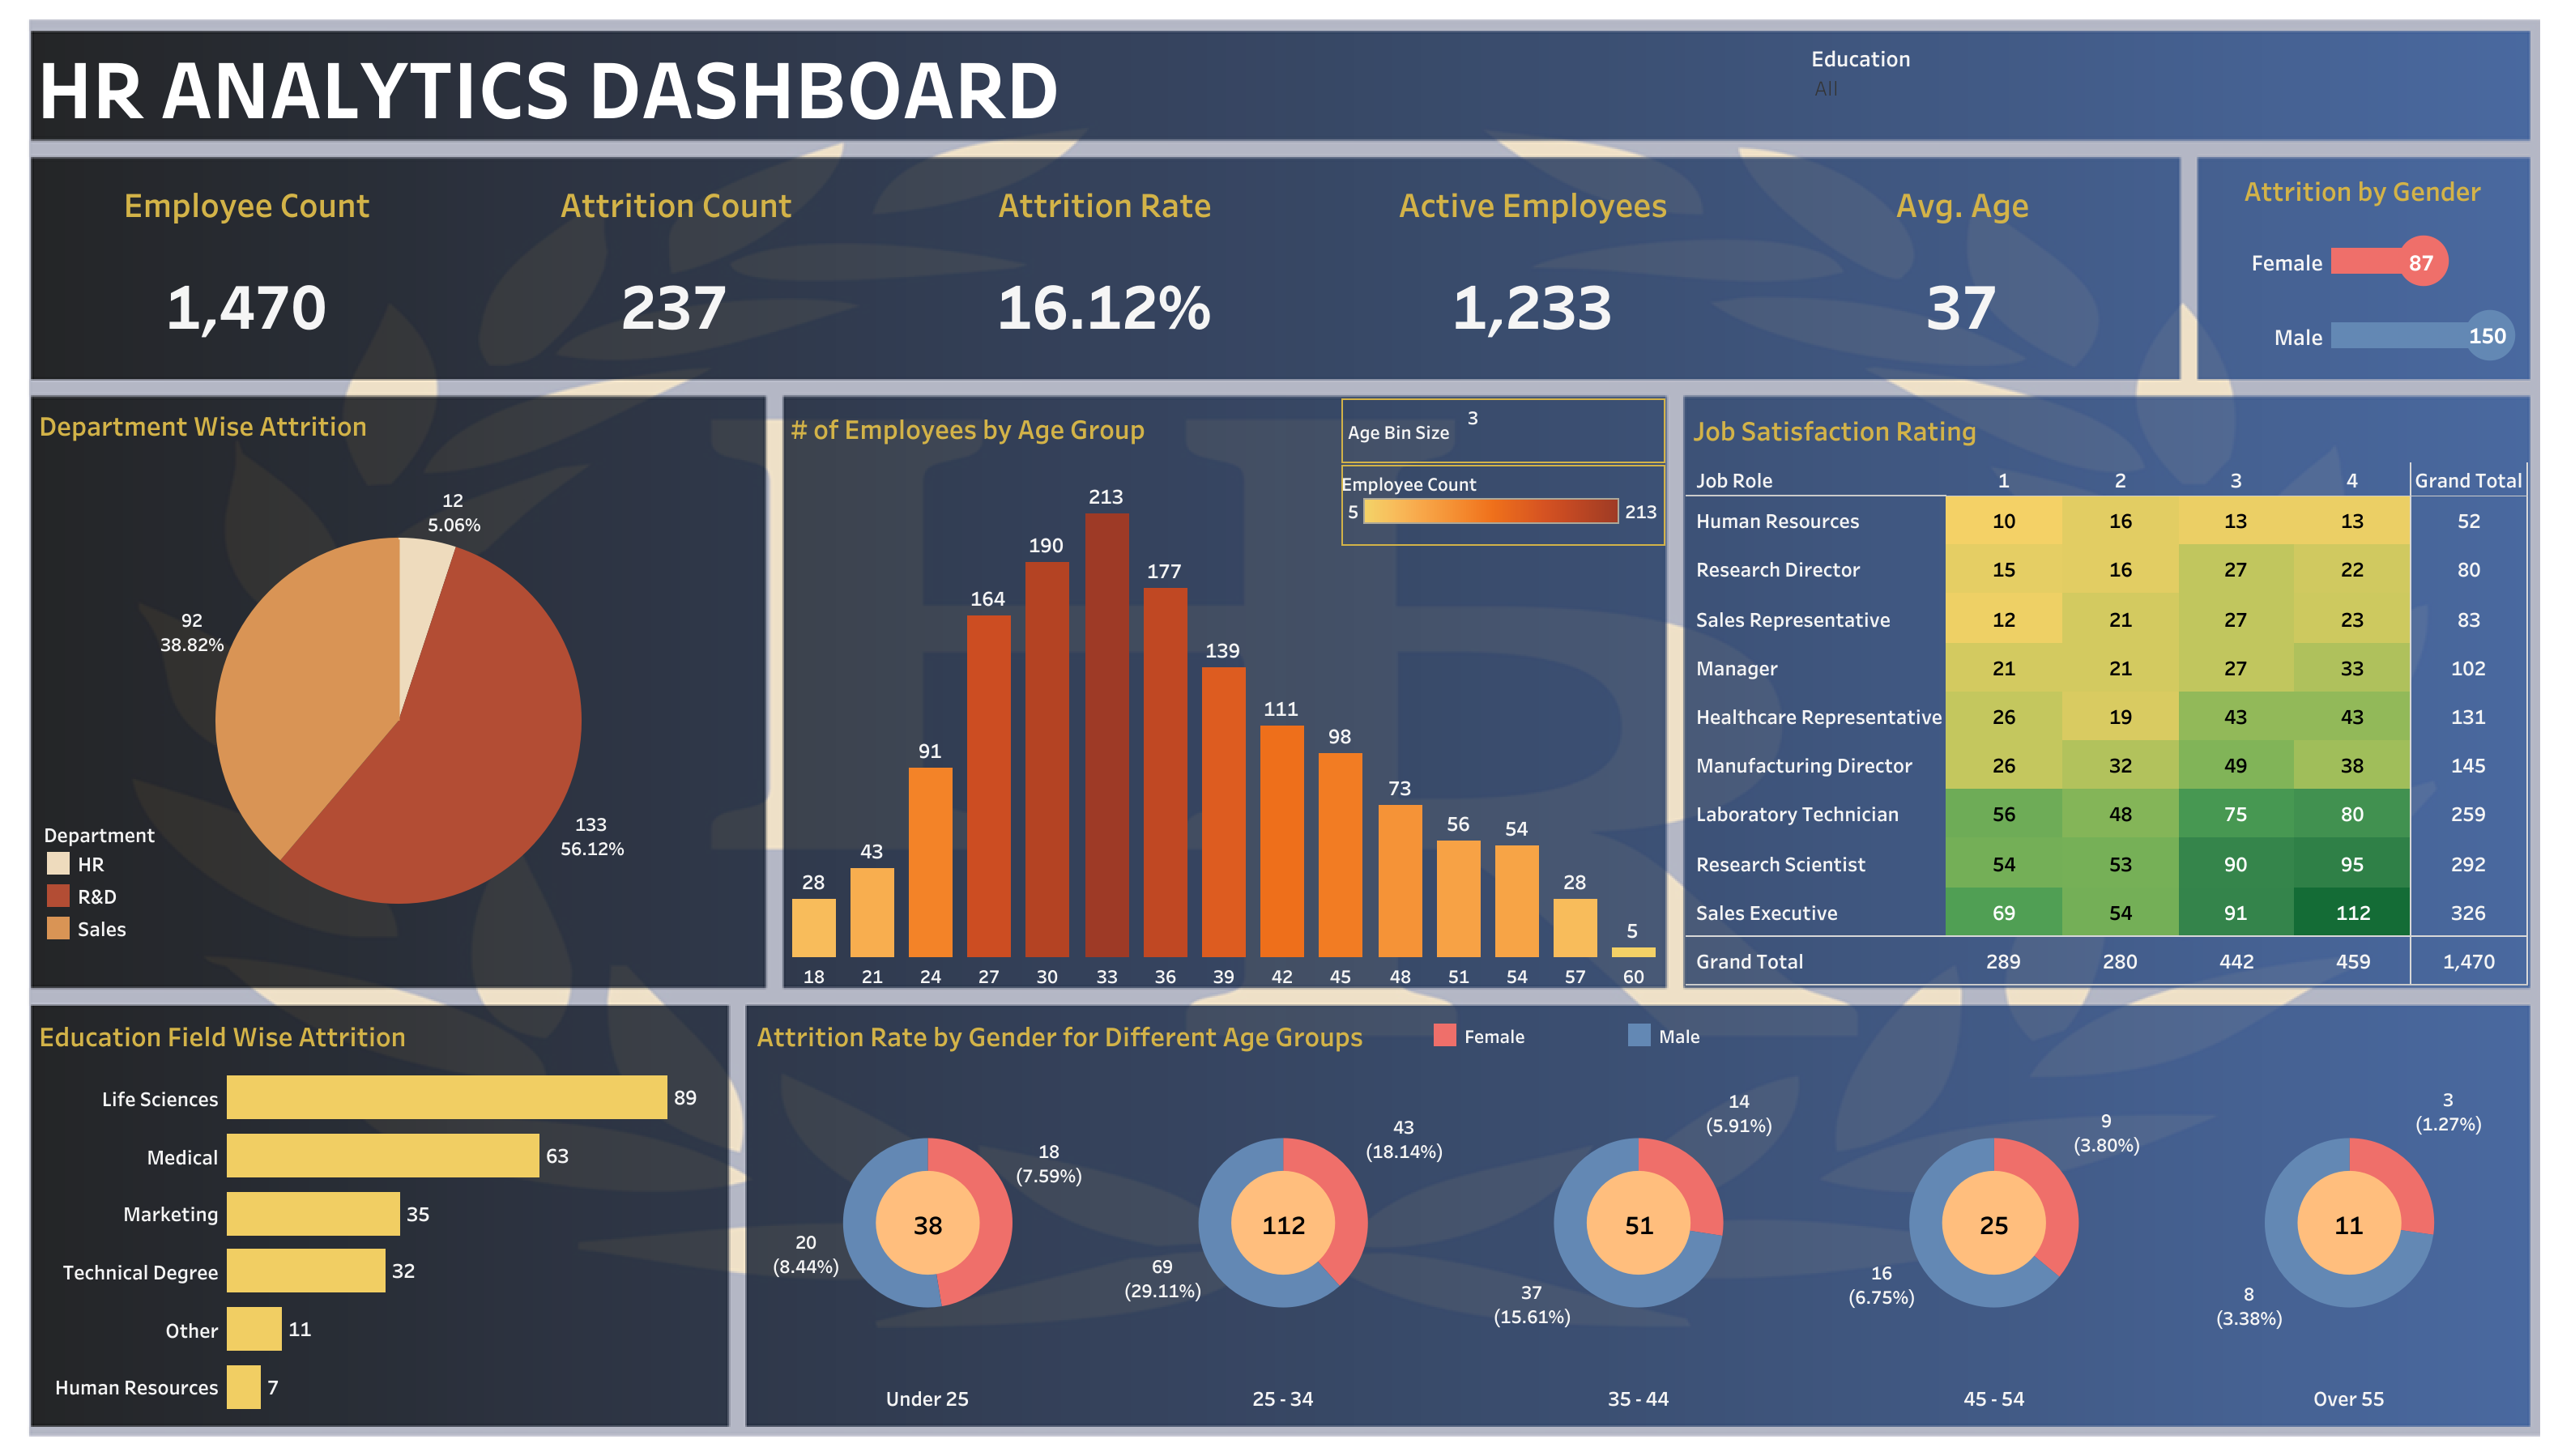 HR ANALYTICS DASHBOARD
Education
All
Employee Count
1,470
Attrition Count
237
Attrition Rate
16.12%
Active Employees
1,233
Avg. Age
37
Attrition by Gender
Female 87
Male 150
Department Wise Attrition
12
5.06%
92
38.82%
133
56.12%
Department
HR
R&D
Sales
# of Employees by Age Group
Age Bin Size 3
Employee Count
5 213
28 43 91 164 190 213 177 139 111 98 73 56 54 28 5
18 21 24 27 30 33 36 39 42 45 48 51 54 57 60
Job Satisfaction Rating
Job Role 1 2 3 4 Grand Total
Human Resources 10 16 13 13 52
Research Director 15 16 27 22 80
Sales Representative 12 21 27 23 83
Manager 21 21 27 33 102
Healthcare Representative 26 19 43 43 131
Manufacturing Director 26 32 49 38 145
Laboratory Technician 56 48 75 80 259
Research Scientist 54 53 90 95 292
Sales Executive 69 54 91 112 326
Grand Total 289 280 442 459 1,470
Education Field Wise Attrition
Life Sciences 89
Medical 63
Marketing 35
Technical Degree 32
Other 11
Human Resources 7
Attrition Rate by Gender for Different Age Groups
Female Male
18
(7.59%)
38
20
(8.44%)
Under 25
43
(18.14%)
112
69
(29.11%)
25 - 34
14
(5.91%)
51
37
(15.61%)
35 - 44
9
(3.80%)
25
16
(6.75%)
45 - 54
3
(1.27%)
11
8
(3.38%)
Over 55
HR